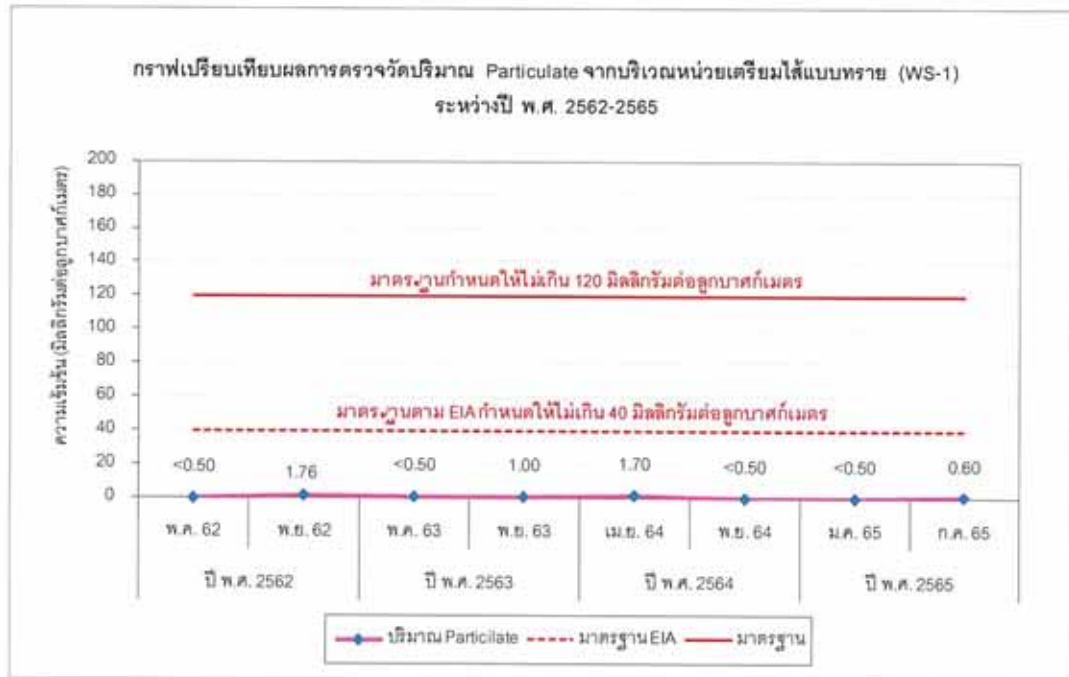 กราฟเปรียบเทียบผลการตรวจวัดปริมาณ Particulate จากบริเวณหน่วยเตรียมไส้แบบทราย (WS-1)
ระหว่างปี พ.ศ. 2562-2565
ความเข้มข้น (มิลลิกรัมต่อลูกบาศก์เมตร)
200
180
160
140
120
100
80
60
40
20
0
มาตรฐานกำหนดให้ไม่เกิน 120 มิลลิกรัมต่อลูกบาศก์เมตร
มาตรฐานตาม EIA กำหนดให้ไม่เกิน 40 มิลลิกรัมต่อลูกบาศก์เมตร
<0.50 1.76 <0.50 1.00 1.70 <0.50 <0.50 0.60
พ.ค. 62 พ.ย. 62 พ.ค. 63 พ.ย. 63 เม.ย. 64 พ.ย. 64 ม.ค. 65 ก.ค. 65
ปี พ.ศ. 2562 ปี พ.ศ. 2563 ปี พ.ศ. 2564 ปี พ.ศ. 2565
ปริมาณ Particilate มาตรฐาน EIA มาตรฐาน